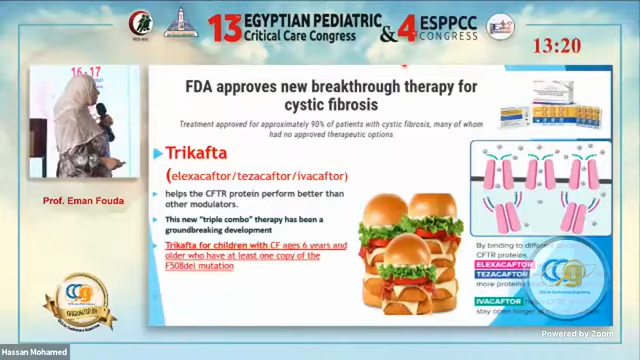 13 EGYPTIAN PEDIATRIC
Critical Care Congress
&
4 ESPPCC
CONGRESS
13:20
16-17
FDA approves new breakthrough therapy for
cystic fibrosis
Treatment approved for approximately 90% of patients with cystic fibrosis, many of whom
had no approved therapeutic options
Trikafta
(elexacaftor/tezacaftor/ivacaftor)
helps the CFTR protein perform better than
other modulators.
This new "triple combo" therapy has been a
groundbreaking development
Trikafta for children with CF ages 6 years and
older who have at least one copy of the
F508del mutation
By binding to different
CFTR proteins,
ELEXACAFTOR
TEZACAFTOR
more proteins
IVACAFTOR
stay open longer
Prof. Eman Fouda
ccg
ORGANIZED BY
ccg
Powered by Zoom
Hassan Mohamed